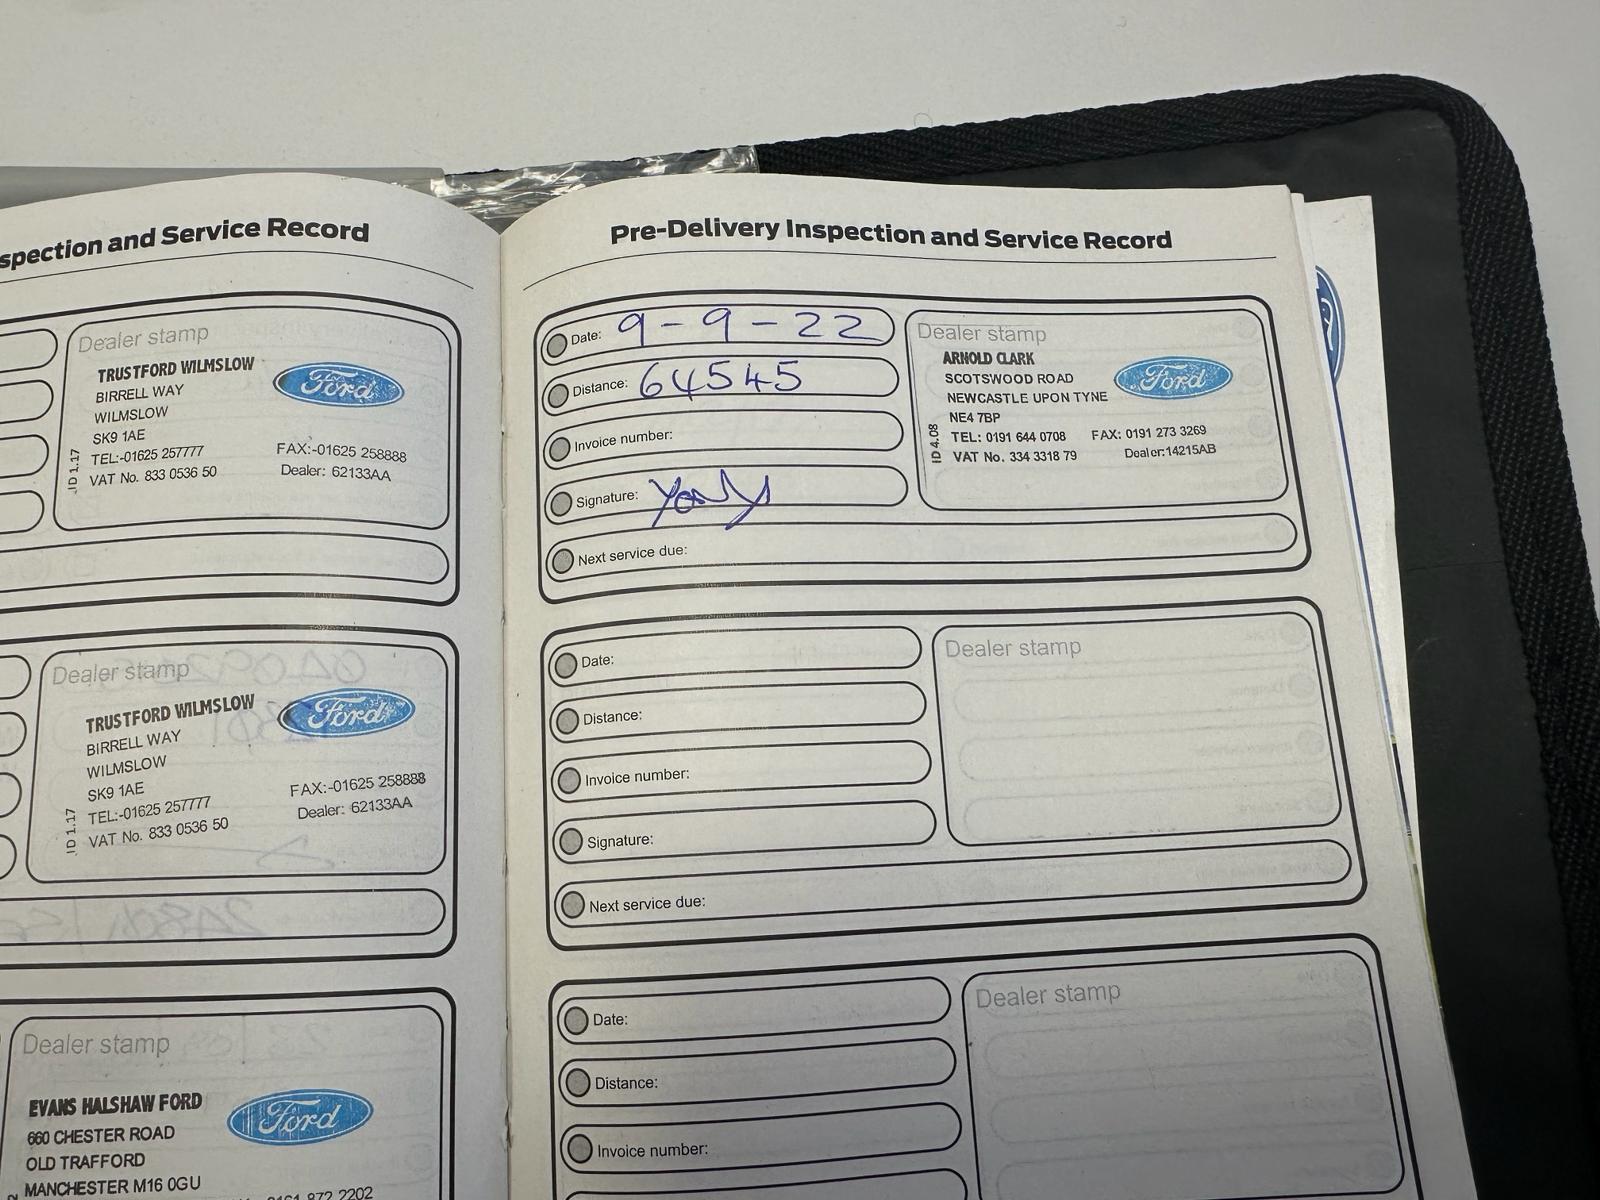 spection and Service Record
Dealer stamp
TRUSTFORD WILMSLOW
BIRRELL WAY
WILMSLOW
SK9 1AE
TEL:-01625 257777
FAX:-01625 258888
VAT No. 833 0536 50
Dealer: 62133AA
ID 1.17
Ford
Dealer stamp
TRUSTFORD WILMSLOW
BIRRELL WAY
WILMSLOW
SK9 1AE
TEL:-01625 257777
FAX:-01625 258888
VAT No. 833 0536 50
Dealer: 62133AA
ID 1.17
Ford
Dealer stamp
EVANS HALSHAW FORD
660 CHESTER ROAD
OLD TRAFFORD
MANCHESTER M16 0GU
0161 872 2202
Ford
Pre-Delivery Inspection and Service Record
Date: 9-9-22
Distance: 64545
Invoice number:
Signature:
Next service due:
Dealer stamp
ARNOLD CLARK
SCOTSWOOD ROAD
NEWCASTLE UPON TYNE
NE4 7BP
TEL: 0191 644 0708 FAX: 0191 273 3269
VAT No. 334 3318 79 Dealer:14215AB
ID 4.08
Ford
Date:
Distance:
Invoice number:
Signature:
Next service due:
Dealer stamp
Date:
Distance:
Invoice number:
Dealer stamp